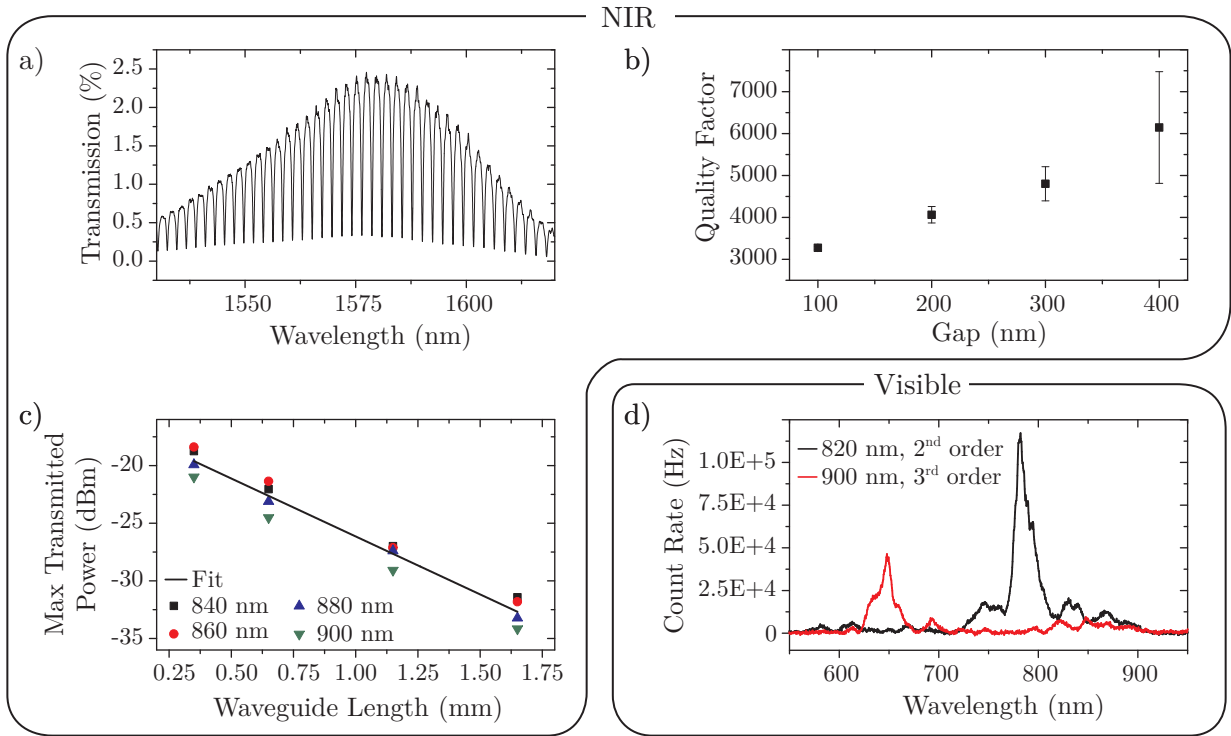 NIR
a)
Transmission (%)
2.5
2.0
1.5
1.0
0.5
0.0
1550 1575 1600
Wavelength (nm)
b)
Quality Factor
7000
6000
5000
4000
3000
100 200 300 400
Gap (nm)
c)
Max Transmitted
Power (dBm)
-20
-25
-30
-35
Fit
840 nm 880 nm
860 nm 900 nm
0.25 0.50 0.75 1.00 1.25 1.50 1.75
Waveguide Length (mm)
Visible
d)
Count Rate (Hz)
1.0E+5
7.5E+4
5.0E+4
2.5E+4
0
820 nm, 2nd order
900 nm, 3rd order
600 700 800 900
Wavelength (nm)